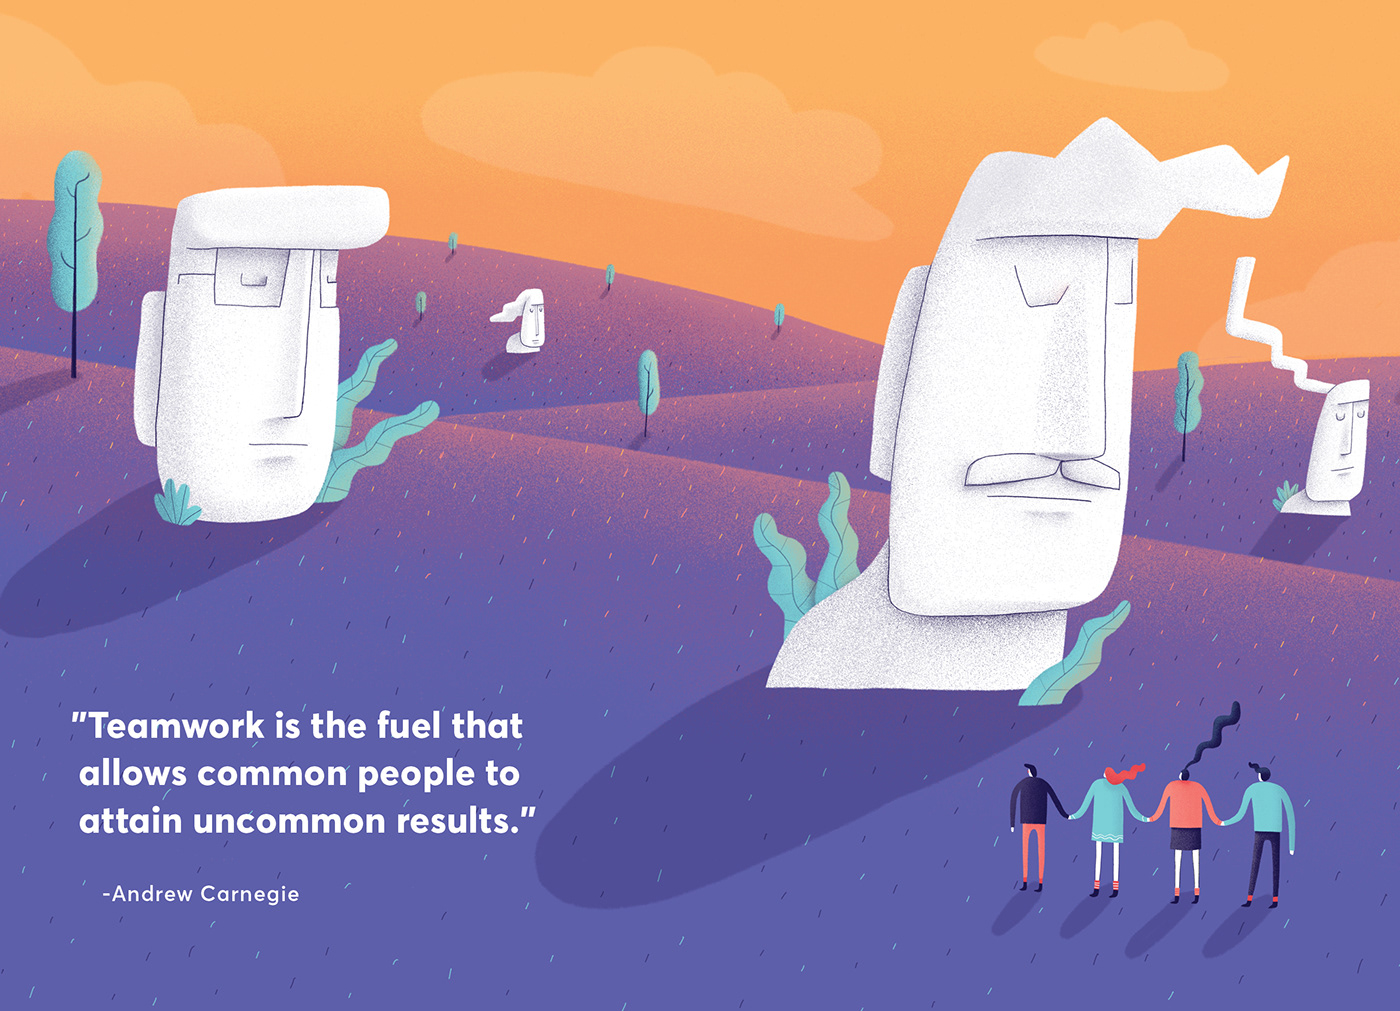 "Teamwork is the fuel that
allows common people to
attain uncommon results."
-Andrew Carnegie